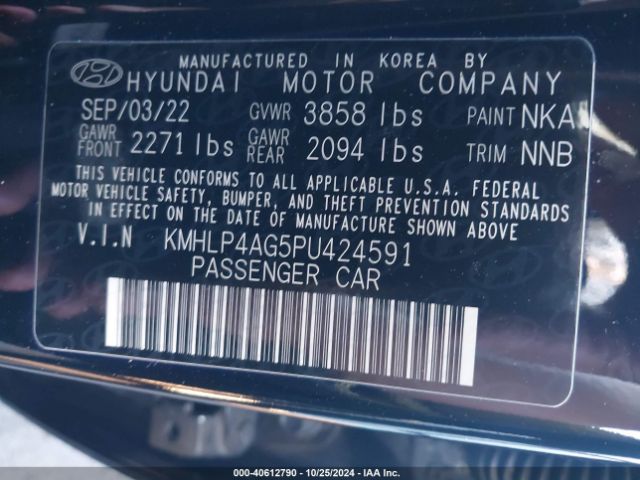 MANUFACTURED IN KOREA BY
HYUNDAI MOTOR COMPANY
SEP/03/22 GVWR 3858 lbs PAINT NKA
GAWR FRONT 2271 lbs GAWR REAR 2094 lbs TRIM NNB
THIS VEHICLE CONFORMS TO ALL APPLICABLE U.S.A. FEDERAL
MOTOR VEHICLE SAFETY, BUMPER, AND THEFT PREVENTION STANDARDS
IN EFFECT ON THE DATE OF MANUFACTURE SHOWN ABOVE
V.I.N KMHLP4AG5PU424591
PASSENGER CAR
000-40612790 - 10/25/2024 - IAA Inc.